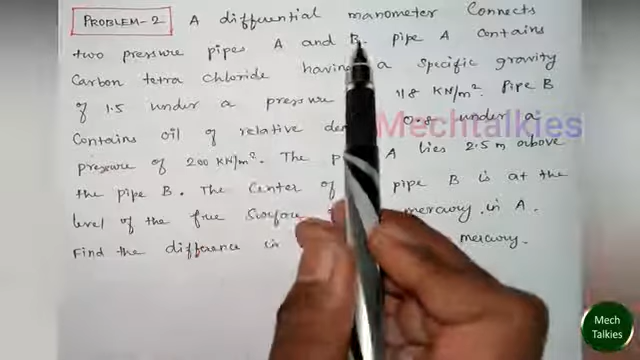 PROBLEM-2 A differential manometer connects
two pressure pipes A and B. pipe A contains
Carbon tetra chloride having a specific gravity
of 1.5 under a pressure 118 KN/m². Pipe B
Contains oil of relative 0.8 under a
pressure of 200 KN/m². The A lies 2.5m above
the pipe B. The Center of pipe B is at the
level of the free Surface mercury in A.
Find the difference in mercury.
Mechtalkies
Mech
Talkies